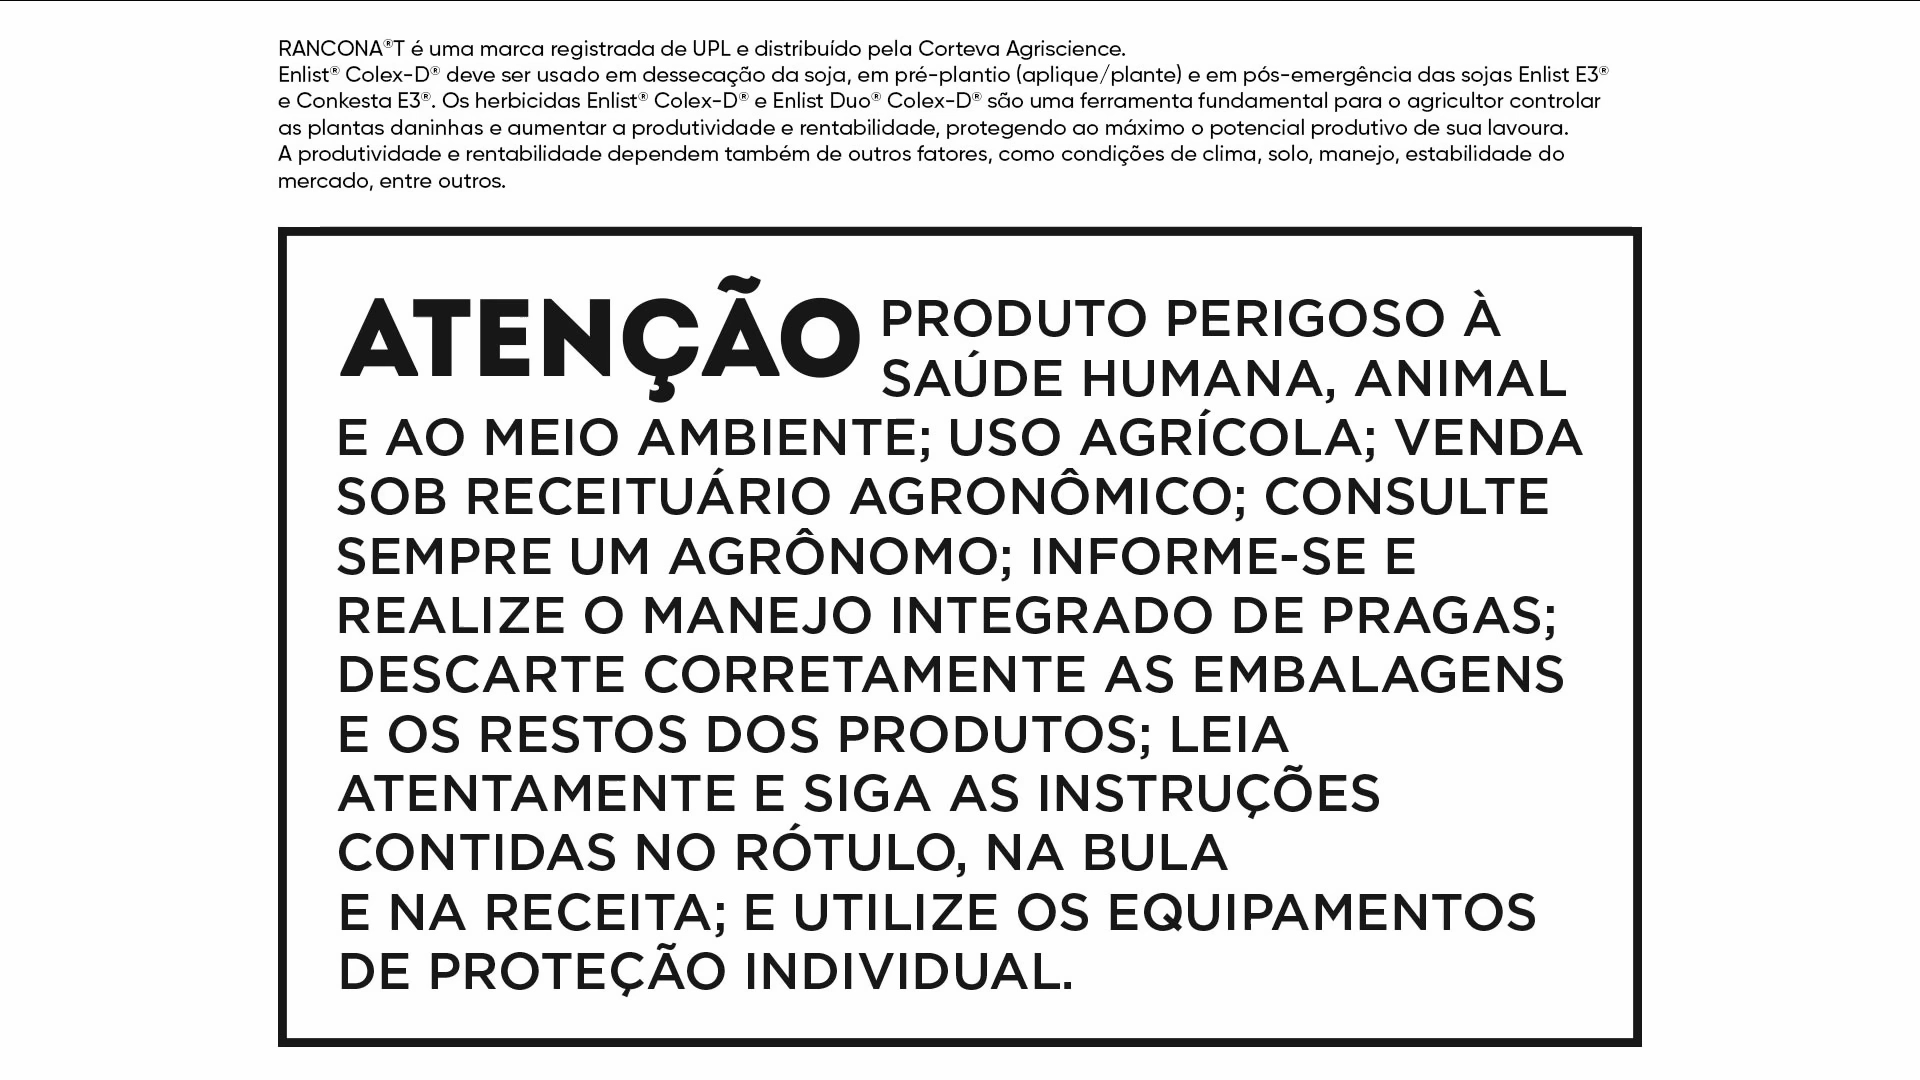 RANCONA®T é uma marca registrada de UPL e distribuído pela Corteva Agriscience.
Enlist® Colex-D® deve ser usado em dessecação da soja, em pré-plantio (aplique/plante) e em pós-emergência das sojas Enlist E3®
e Conkesta E3®. Os herbicidas Enlist® Colex-D® e Enlist Duo® Colex-D® são uma ferramenta fundamental para o agricultor controlar
as plantas daninhas e aumentar a produtividade e rentabilidade, protegendo ao máximo o potencial produtivo de sua lavoura.
A produtividade e rentabilidade dependem também de outros fatores, como condições de clima, solo, manejo, estabilidade do
mercado, entre outros.
ATENÇÃO PRODUTO PERIGOSO À
SAÚDE HUMANA, ANIMAL
E AO MEIO AMBIENTE; USO AGRÍCOLA; VENDA
SOB RECEITUÁRIO AGRONÔMICO; CONSULTE
SEMPRE UM AGRÔNOMO; INFORME-SE E
REALIZE O MANEJO INTEGRADO DE PRAGAS;
DESCARTE CORRETAMENTE AS EMBALAGENS
E OS RESTOS DOS PRODUTOS; LEIA
ATENTAMENTE E SIGA AS INSTRUÇÕES
CONTIDAS NO RÓTULO, NA BULA
E NA RECEITA; E UTILIZE OS EQUIPAMENTOS
DE PROTEÇÃO INDIVIDUAL.